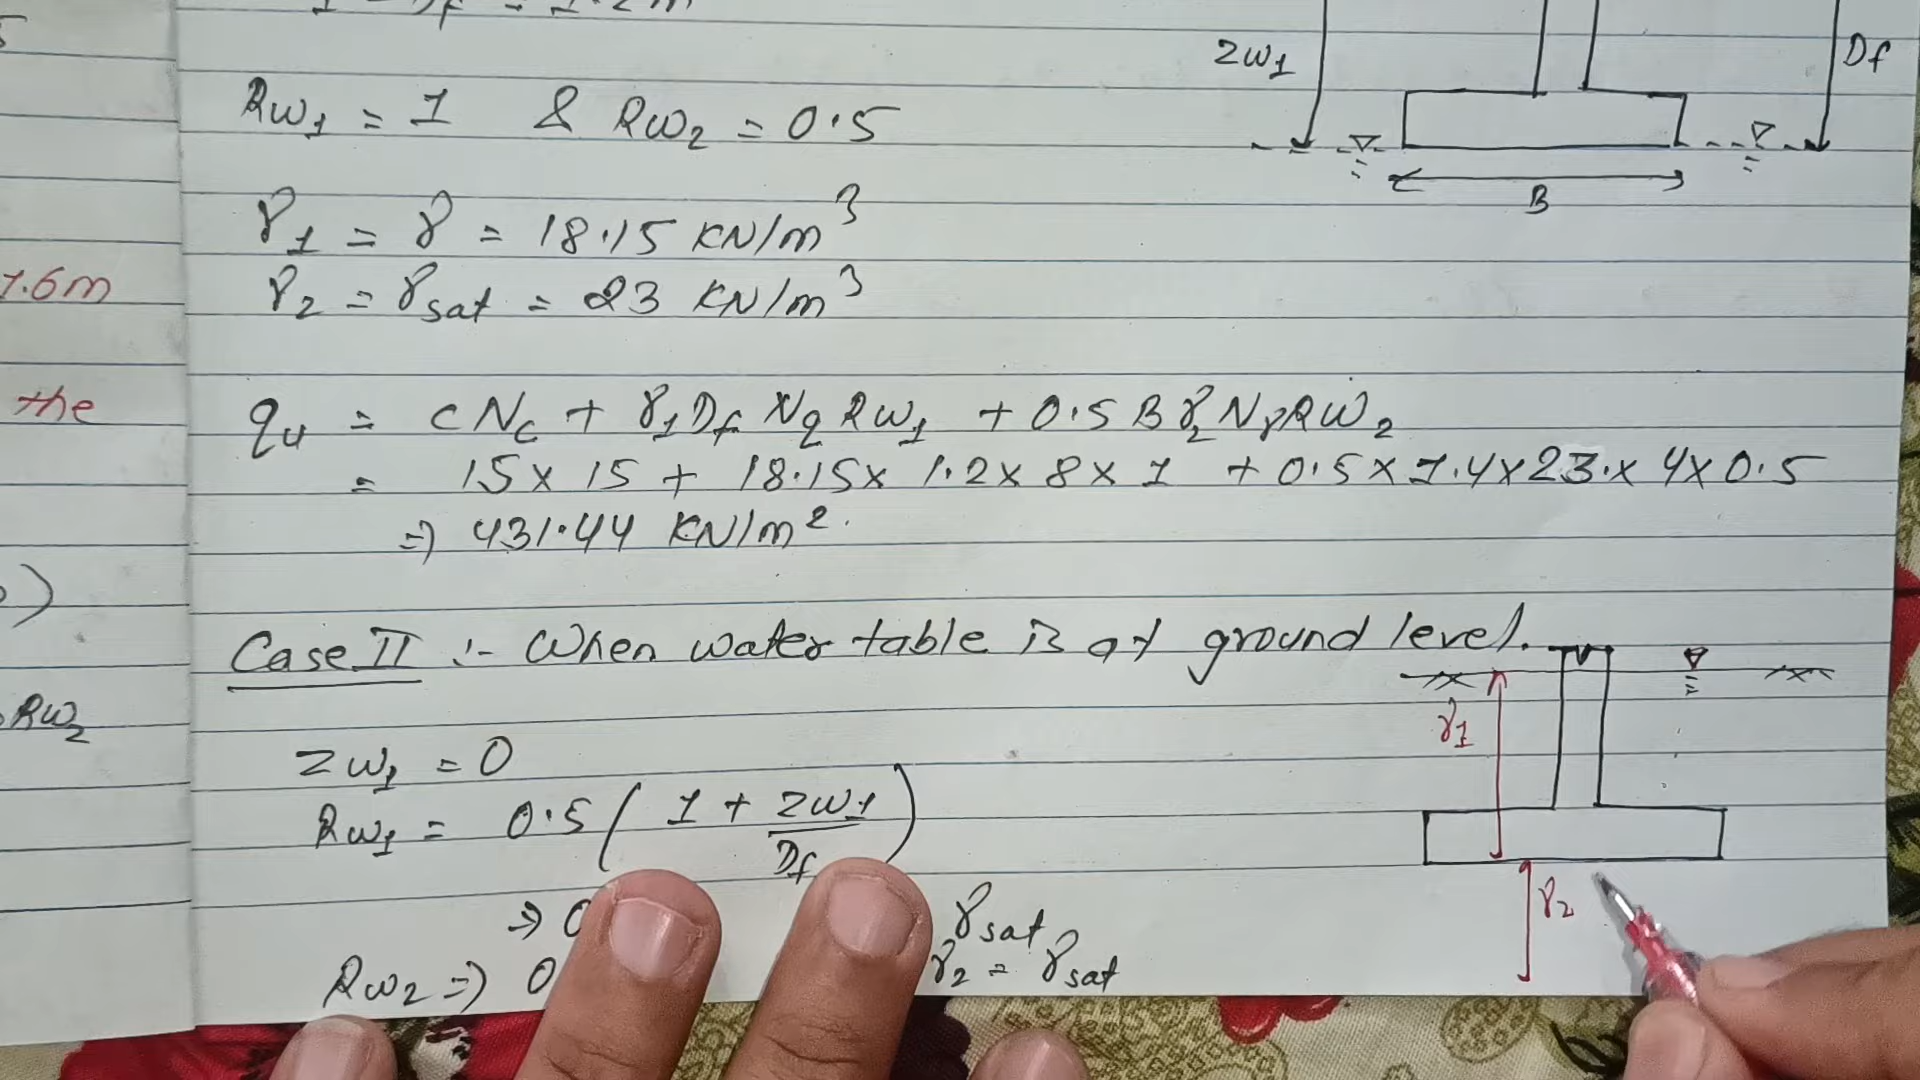 Zw1
Df
Rw1 = 1 & Rw2 = 0.5
B
γ1 = γ = 18.15 KN/m3
γ2 = γsat = 23 KN/m3
1.6m
the
qu = cNc + γ1 Df Nq Rw1 + 0.5 B γ2 Nγ RW2
= 15 x 15 + 18.15 x 1.2 x 8 x 1 + 0.5 x 1.4 x 23 x 4 x 0.5
=> 431.44 KN/m2.
Case II :- When water table is at ground level.
RW2
γ1
Zw1 = 0
Rw1 = 0.5 ( 1 + Zw1
Df )
=> 0
γsat
γ2
Rw2 => 0
γ2 = γsat